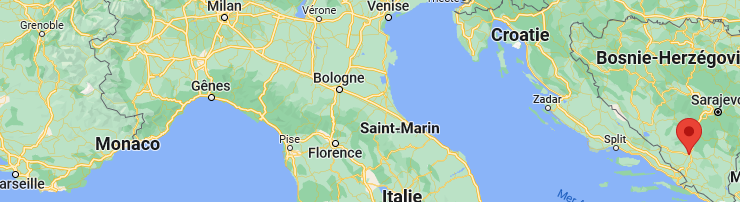 Milan
Vérone
Venise
Grenoble
Croatie
Bosnie-Herzégovi
Gênes
Bologne
Zadar
Sarajevo
Monaco
Pise
Florence
Saint-Marin
Split
arseille
Italie
Mer A
M